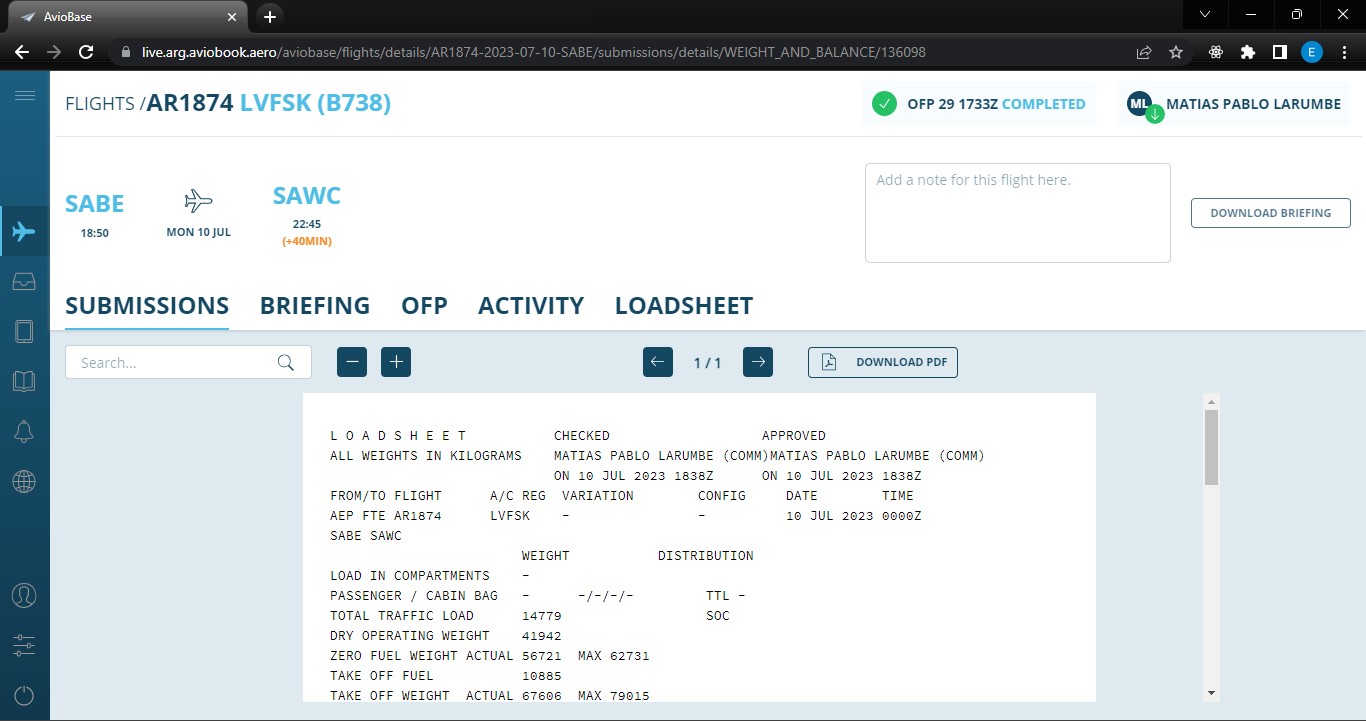 AvioBase
live.arg.aviobook.aero/aviobase/flights/details/AR1874-2023-07-10-SABE/submissions/details/WEIGHT_AND_BALANCE/136098
E
FLIGHTS /AR1874 LVFSK (B738)
OFP 29 1733Z COMPLETED
ML MATIAS PABLO LARUMBE
SABE
18:50
MON 10 JUL
SAWC
22:45
(+40MIN)
Add a note for this flight here.
DOWNLOAD BRIEFING
SUBMISSIONS BRIEFING OFP ACTIVITY LOADSHEET
Search... 1 / 1 DOWNLOAD PDF
L O A D S H E E T CHECKED APPROVED
ALL WEIGHTS IN KILOGRAMS MATIAS PABLO LARUMBE (COMM)MATIAS PABLO LARUMBE (COMM)
ON 10 JUL 2023 1838Z ON 10 JUL 2023 1838Z
FROM/TO FLIGHT A/C REG VARIATION CONFIG DATE TIME
AEP FTE AR1874 LVFSK - - 10 JUL 2023 0000Z
SABE SAWC
WEIGHT DISTRIBUTION
LOAD IN COMPARTMENTS -
PASSENGER / CABIN BAG - -/-/-/- TTL -
TOTAL TRAFFIC LOAD 14779 SOC
DRY OPERATING WEIGHT 41942
ZERO FUEL WEIGHT ACTUAL 56721 MAX 62731
TAKE OFF FUEL 10885
TAKE OFF WEIGHT ACTUAL 67606 MAX 79015